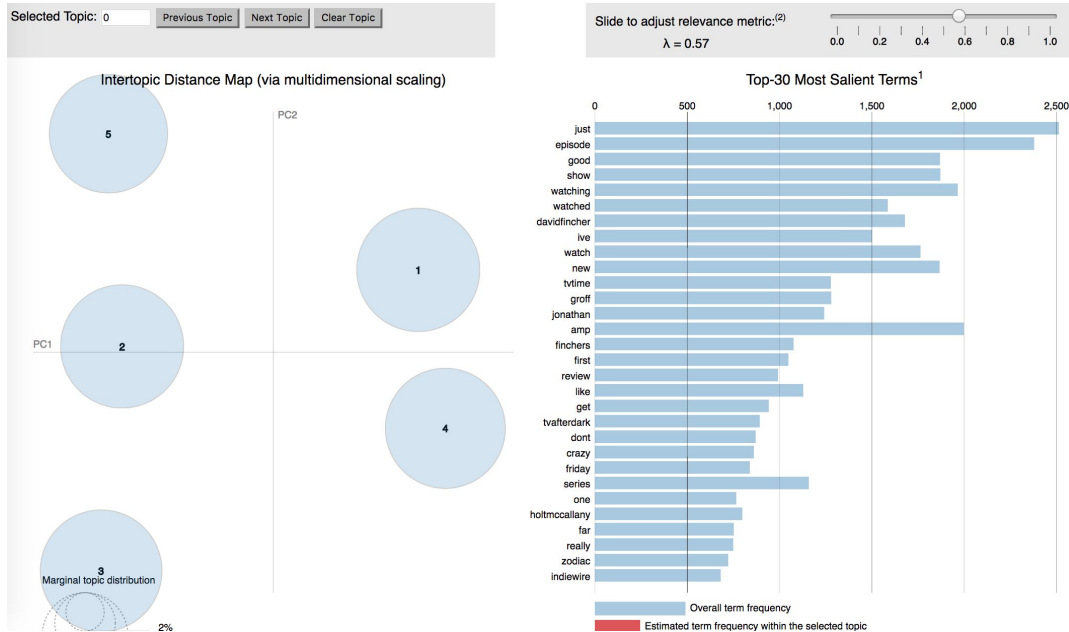 Selected Topic: 0 Previous Topic Next Topic Clear Topic
Slide to adjust relevance metric:(2)
λ = 0.57
0.0 0.2 0.4 0.6 0.8 1.0
Intertopic Distance Map (via multidimensional scaling)
PC2
PC1
5
1
2
4
3
Marginal topic distribution
2%
Top-30 Most Salient Terms1
0 500 1,000 1,500 2,000 2,500
just
episode
good
show
watching
watched
davidfincher
ive
watch
new
tvtime
groff
jonathan
amp
finchers
first
review
like
get
tvafterdark
dont
crazy
friday
series
one
holtmccallany
far
really
zodiac
indiewire
Overall term frequency
Estimated term frequency within the selected topic